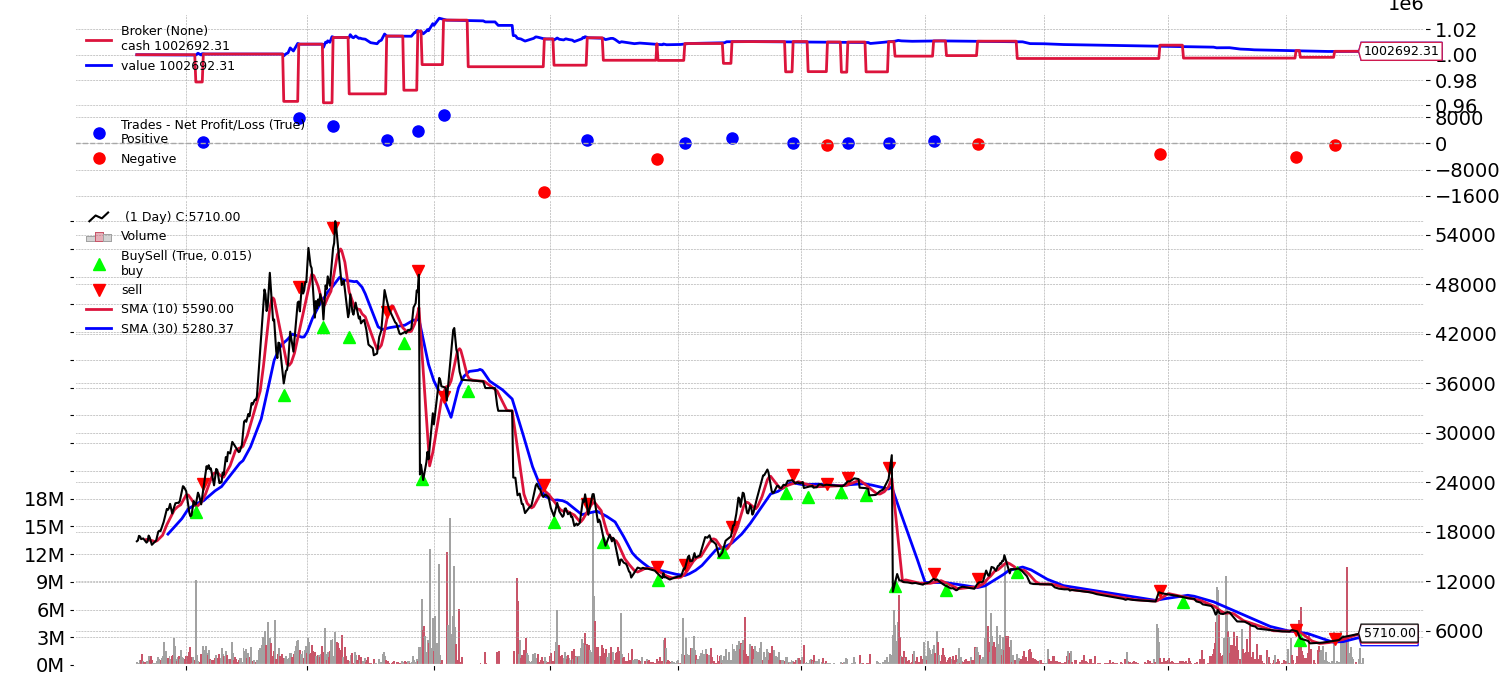 1e6
Broker (None)
cash 1002692.31
value 1002692.31
1.02
1002692.31
1.00
0.98
0.96
Trades - Net Profit/Loss (True)
Positive
Negative
8000
0
−8000
−1600
(1 Day) C:5710.00
Volume
BuySell (True, 0.015)
buy
sell
SMA (10) 5590.00
SMA (30) 5280.37
54000
48000
42000
36000
30000
24000
18000
12000
6000
5710.00
18M
15M
12M
9M
6M
3M
0M